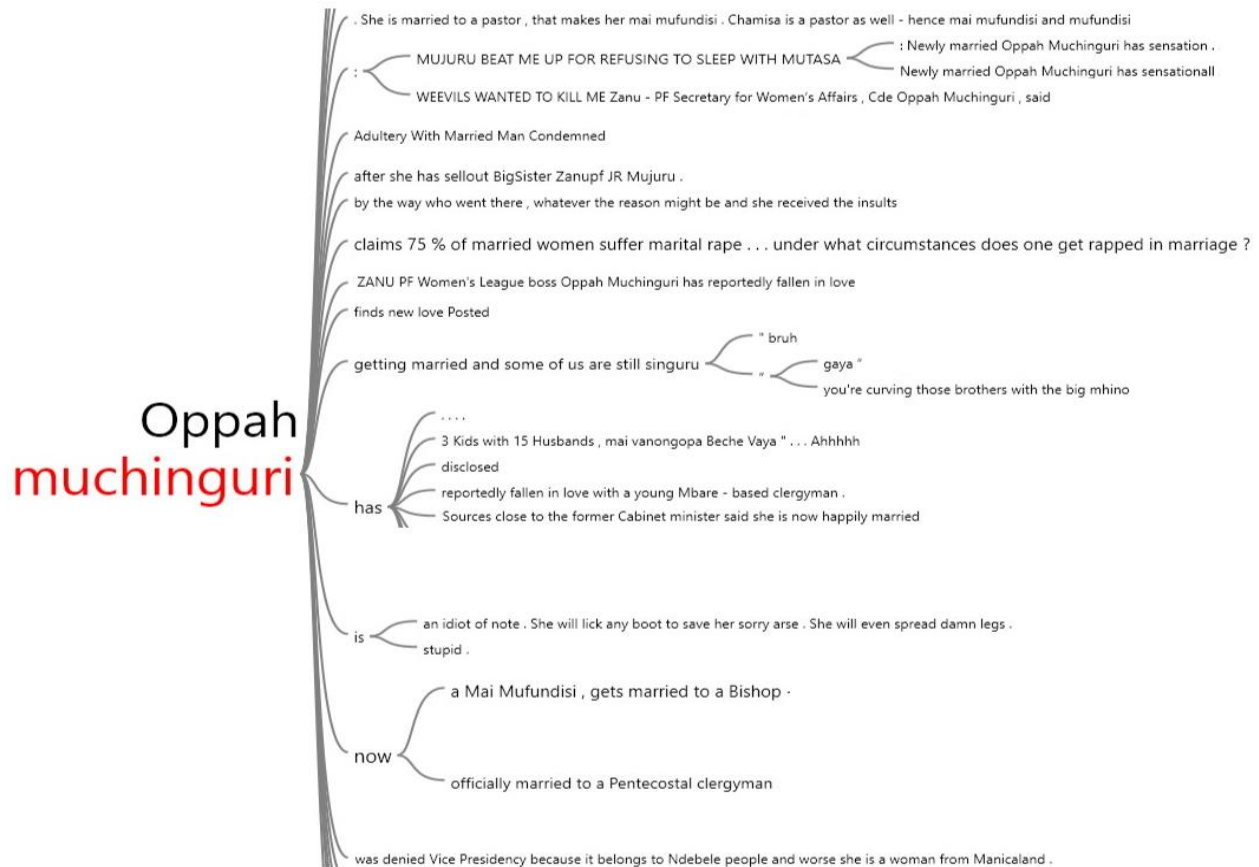 . She is married to a pastor , that makes her mai mufundisi . Chamisa is a pastor as well - hence mai mufundisi and mufundisi
:
MUJURU BEAT ME UP FOR REFUSING TO SLEEP WITH MUTASA
: Newly married Oppah Muchinguri has sensation .
Newly married Oppah Muchinguri has sensationall
WEEVILS WANTED TO KILL ME Zanu - PF Secretary for Women's Affairs , Cde Oppah Muchinguri , said
Adultery With Married Man Condemned
after she has sellout BigSister Zanupf JR Mujuru .
by the way who went there , whatever the reason might be and she received the insults
claims 75 % of married women suffer marital rape . . . under what circumstances does one get rapped in marriage ?
ZANU PF Women's League boss Oppah Muchinguri has reportedly fallen in love
finds new love Posted
getting married and some of us are still singuru
" bruh
"
gaya "
you're curving those brothers with the big mhino
Oppah
muchinguri
has
. . . .
3 Kids with 15 Husbands , mai vanongopa Beche Vaya " . . . Ahhhhh
disclosed
reportedly fallen in love with a young Mbare - based clergyman .
Sources close to the former Cabinet minister said she is now happily married
is
an idiot of note . She will lick any boot to save her sorry arse . She will even spread damn legs .
stupid .
now
a Mai Mufundisi , gets married to a Bishop ·
officially married to a Pentecostal clergyman
was denied Vice Presidency because it belongs to Ndebele people and worse she is a woman from Manicaland .